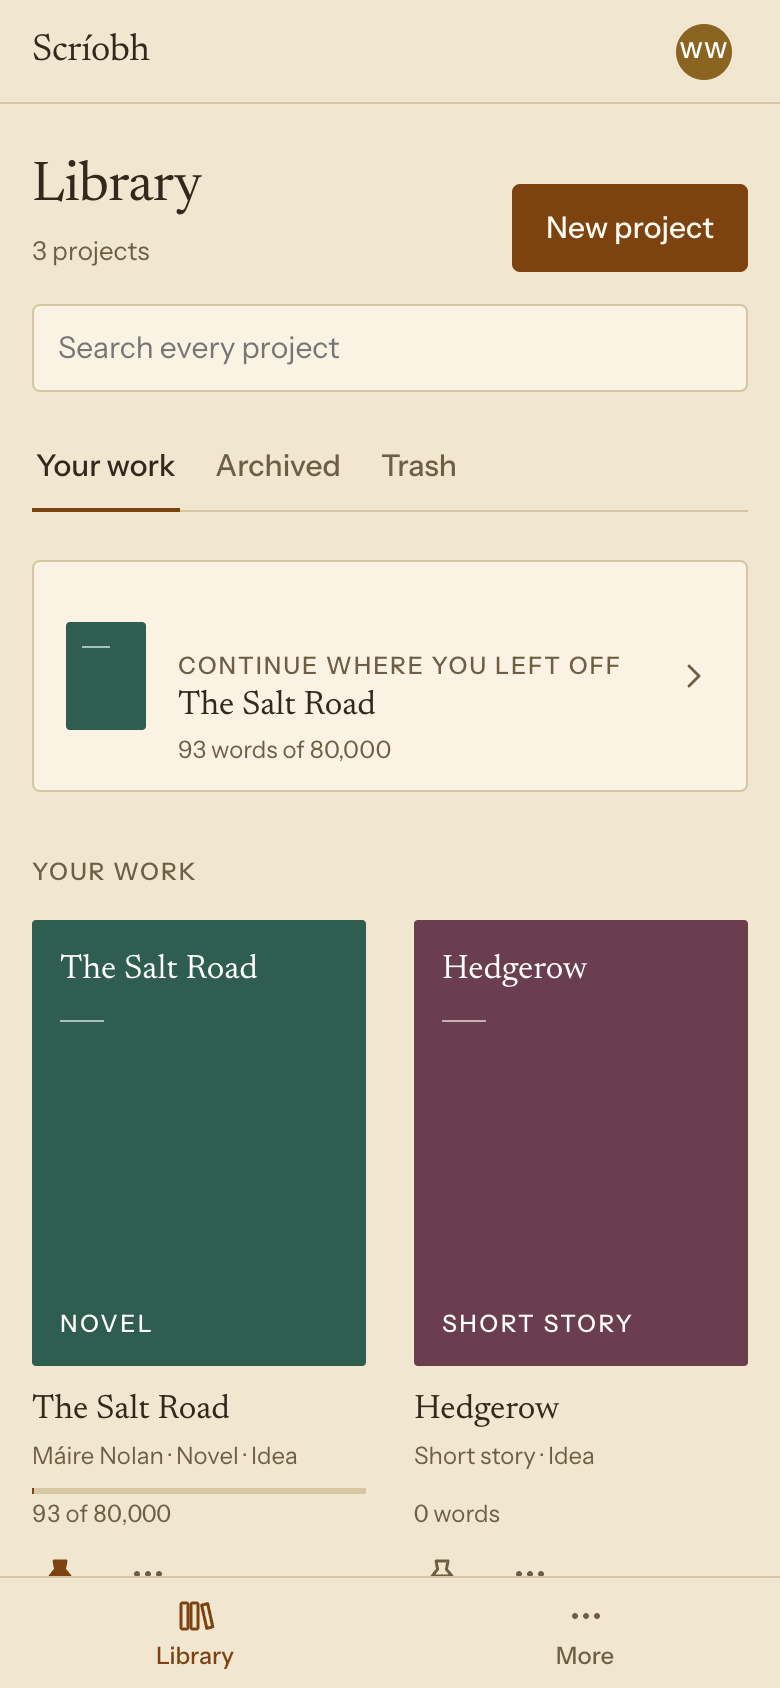 Scríobh
WW
Library
3 projects
New project
Search every project
Your work
Archived
Trash
CONTINUE WHERE YOU LEFT OFF
The Salt Road
93 words of 80,000
YOUR WORK
The Salt Road
NOVEL
The Salt Road
Máire Nolan · Novel · Idea
93 of 80,000
Hedgerow
SHORT STORY
Hedgerow
Short story · Idea
0 words
Library
More